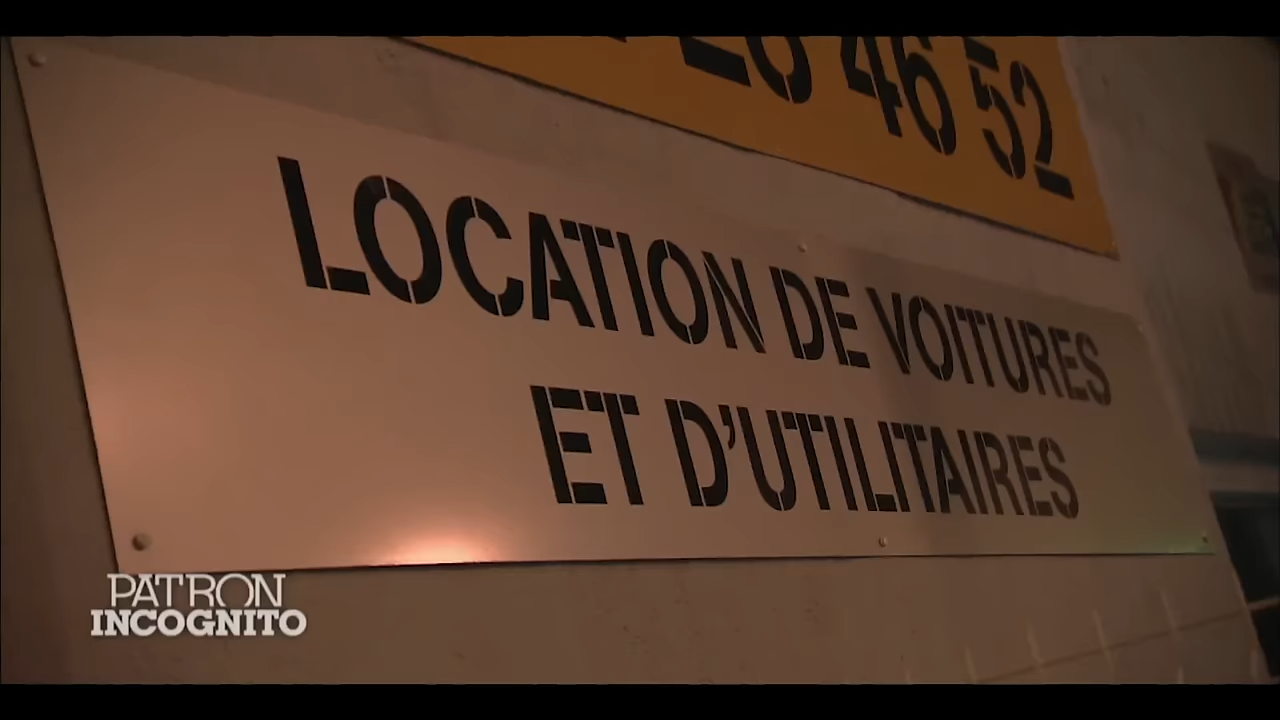 46 52
LOCATION DE VOITURES
ET D'UTILITAIRES
PATRON
INCOGNITO